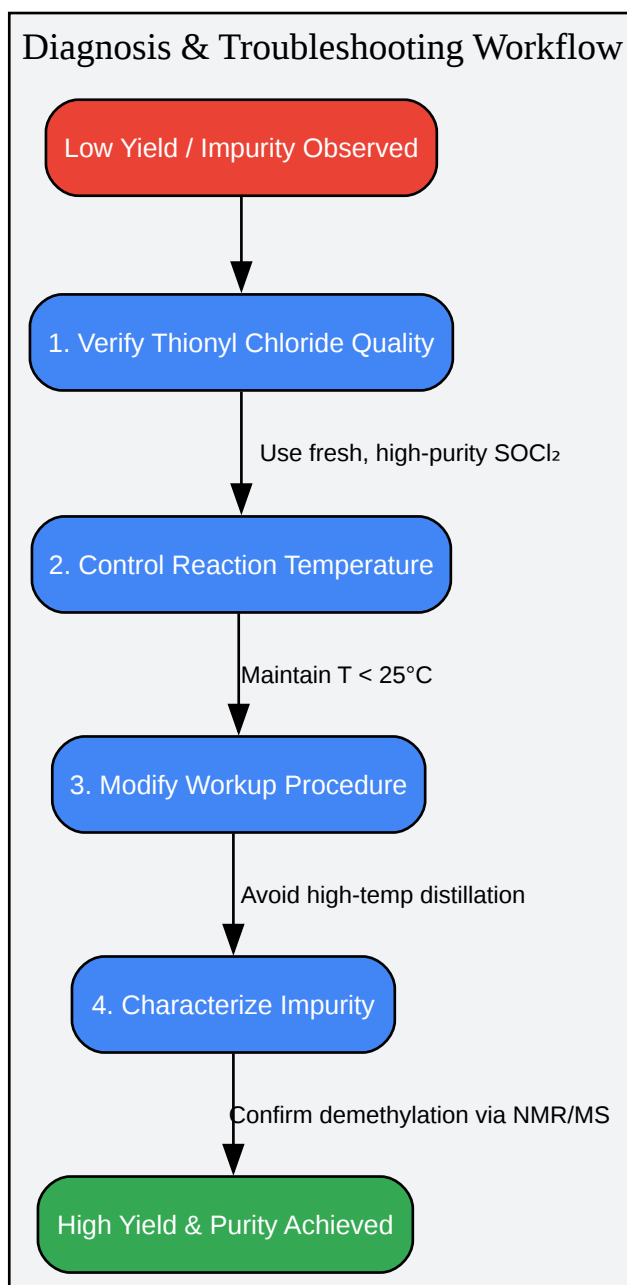 Diagnosis & Troubleshooting Workflow
Low Yield / Impurity Observed
1. Verify Thionyl Chloride Quality
Use fresh, high-purity SOCl₂
2. Control Reaction Temperature
Maintain T < 25°C
3. Modify Workup Procedure
Avoid high-temp distillation
4. Characterize Impurity
Confirm demethylation via NMR/MS
High Yield & Purity Achieved